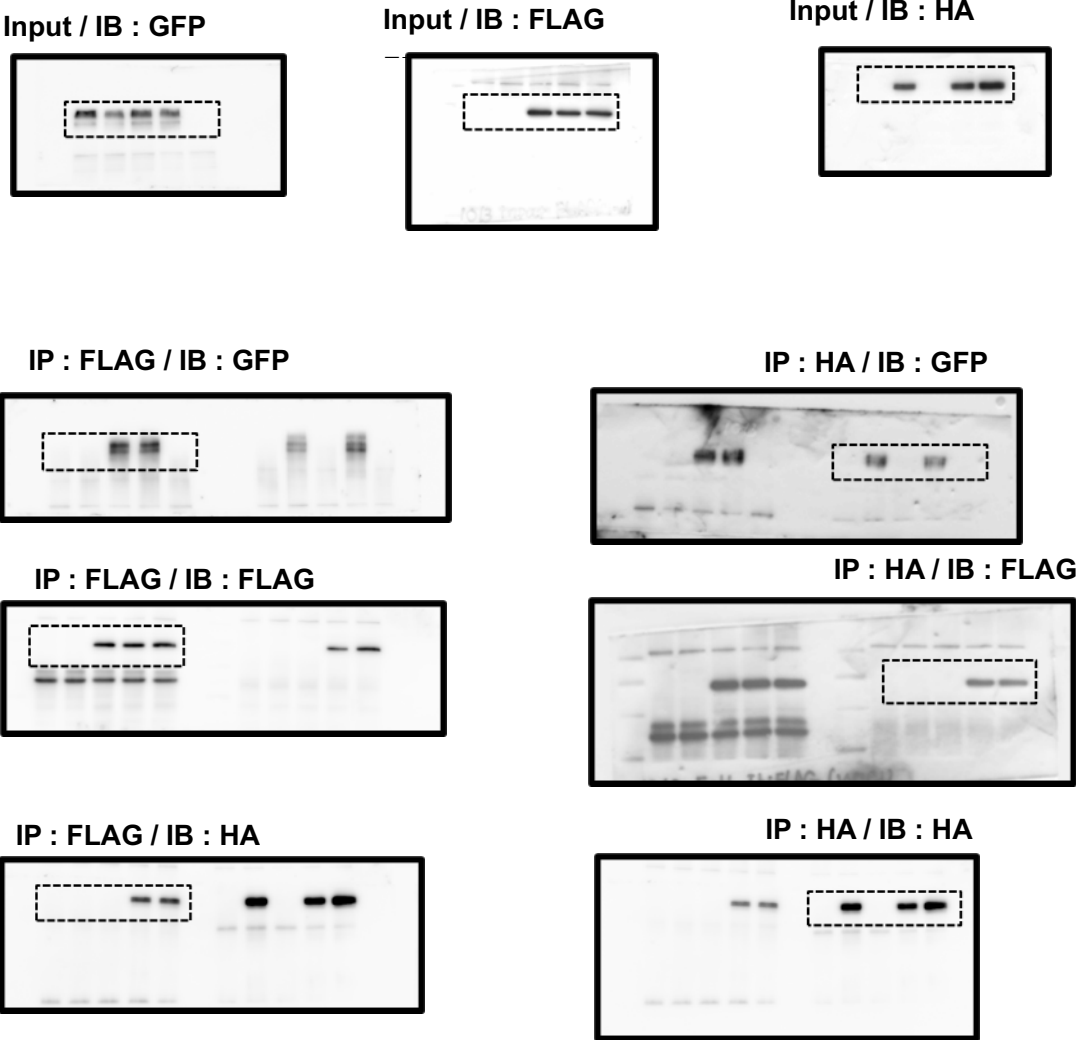 Input / IB : GFP
Input / IB : FLAG
Input / IB : HA
IP : FLAG / IB : GFP
IP : HA / IB : GFP
IP : FLAG / IB : FLAG
IP : HA / IB : FLAG
IP : FLAG / IB : HA
IP : HA / IB : HA